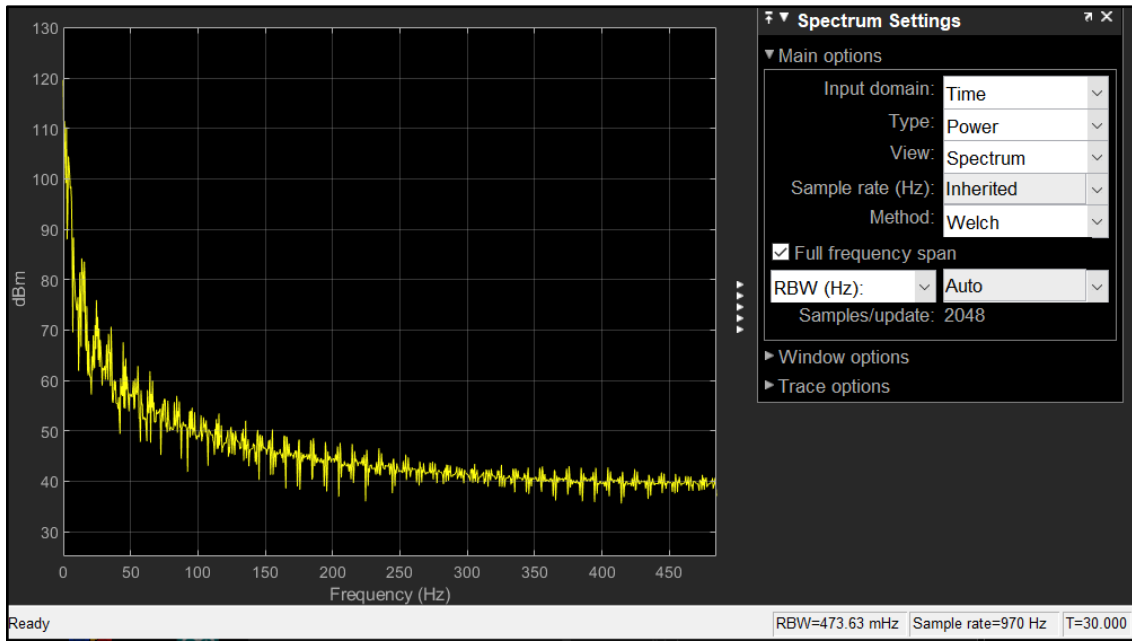 130
120
110
100
90
80
70
60
50
40
30
dBm
0 50 100 150 200 250 300 350 400 450
Frequency (Hz)
Spectrum Settings
Main options
Input domain: Time
Type: Power
View: Spectrum
Sample rate (Hz): Inherited
Method: Welch
Full frequency span
RBW (Hz): Auto
Samples/update: 2048
Window options
Trace options
Ready
RBW=473.63 mHz Sample rate=970 Hz T=30.000